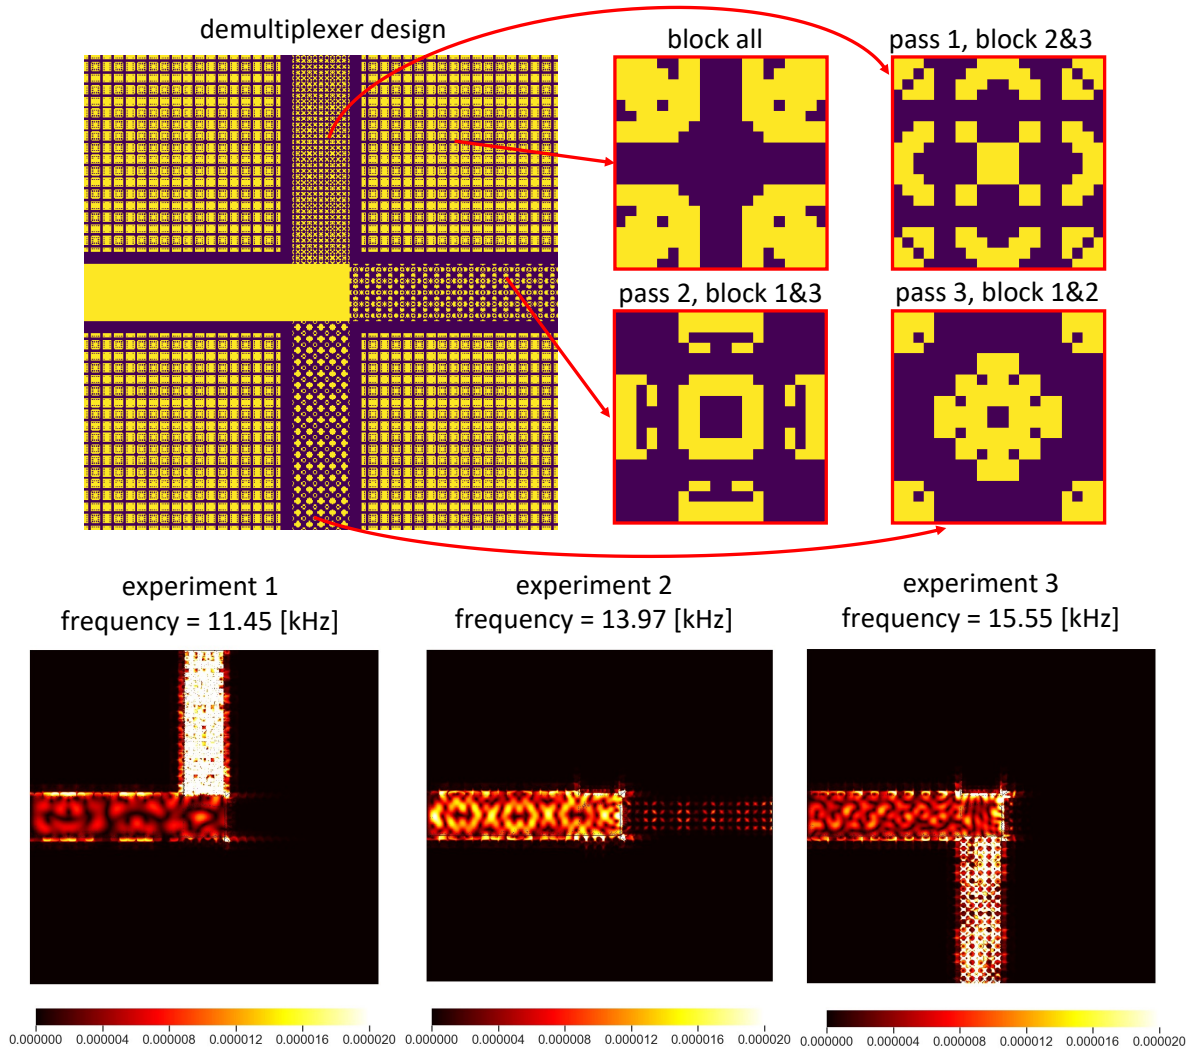 demultiplexer design
block all
pass 1, block 2&3
pass 2, block 1&3
pass 3, block 1&2
experiment 1
frequency = 11.45 [kHz]
experiment 2
frequency = 13.97 [kHz]
experiment 3
frequency = 15.55 [kHz]
0.000000 0.000004 0.000008 0.000012 0.000016 0.000020
0.000000 0.000004 0.000008 0.000012 0.000016 0.000020
0.000000 0.000004 0.000008 0.000012 0.000016 0.000020